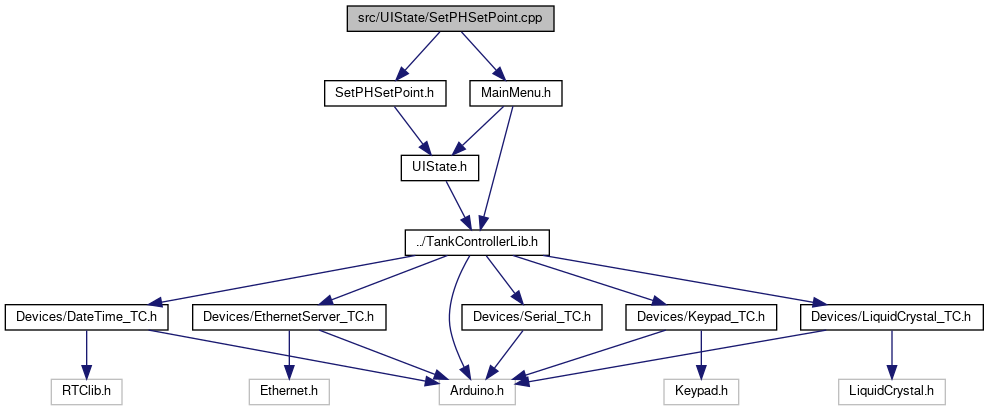 src/UIState/SetPHSetPoint.cpp
SetPHSetPoint.h
MainMenu.h
UIState.h
../TankControllerLib.h
Devices/DateTime_TC.h
Devices/EthernetServer_TC.h
Devices/Serial_TC.h
Devices/Keypad_TC.h
Devices/LiquidCrystal_TC.h
RTClib.h
Ethernet.h
Arduino.h
Keypad.h
LiquidCrystal.h